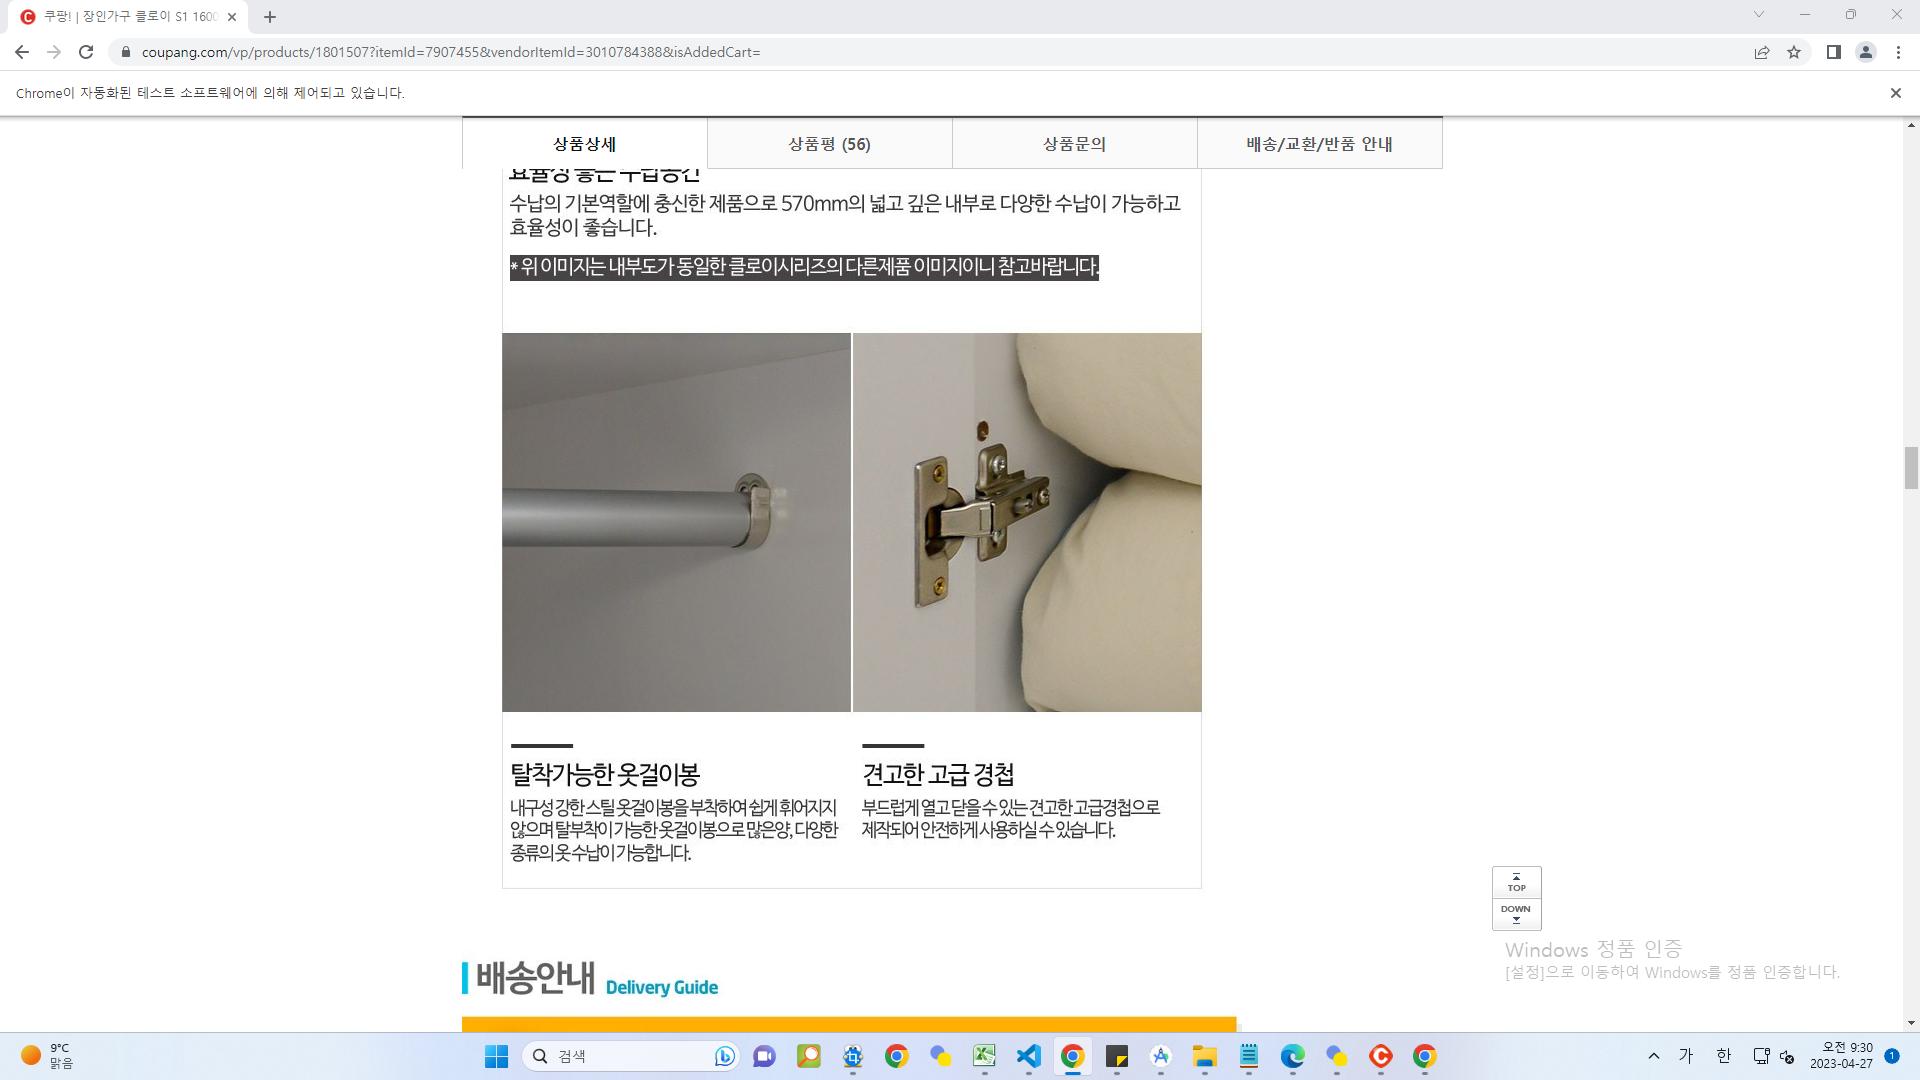 쿠팡! | 장인가구 클로이 S1 1600
coupang.com/vp/products/1801507?itemId=7907455&vendorItemId=3010784388&isAddedCart=
Chrome이 자동화된 테스트 소프트웨어에 의해 제어되고 있습니다.
상품상세
상품평 (56)
상품문의
배송/교환/반품 안내
효율성 좋은 수납공간
수납의 기본역할에 충신한 제품으로 570mm의 넓고 깊은 내부로 다양한 수납이 가능하고
효율성이 좋습니다.
* 위 이미지는 내부도가 동일한 클로이시리즈의 다른제품 이미지이니 참고바랍니다.
탈착가능한 옷걸이봉
내구성 강한 스틸 옷걸이봉을 부착하여 쉽게 휘어지지
않으며 탈부착이 가능한 옷걸이봉으로 많은양, 다양한
종류의 옷 수납이 가능합니다.
견고한 고급 경첩
부드럽게 열고 닫을 수 있는 견고한 고급경첩으로
제작되어 안전하게 사용하실 수 있습니다.
TOP
DOWN
Windows 정품 인증
[설정]으로 이동하여 Windows를 정품 인증합니다.
배송안내 Delivery Guide
9°C
맑음
검색
가
한
오전 9:30
2023-04-27
1